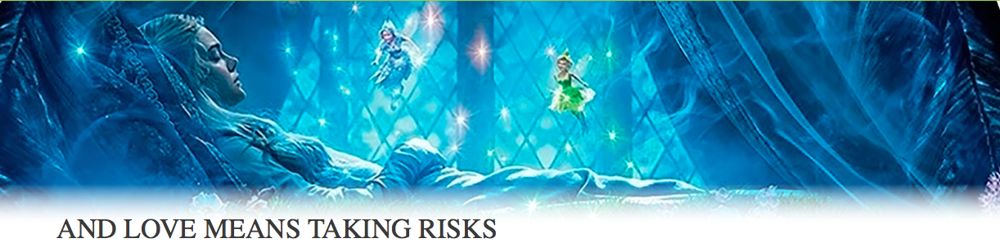 AND LOVE MEANS TAKING RISKS